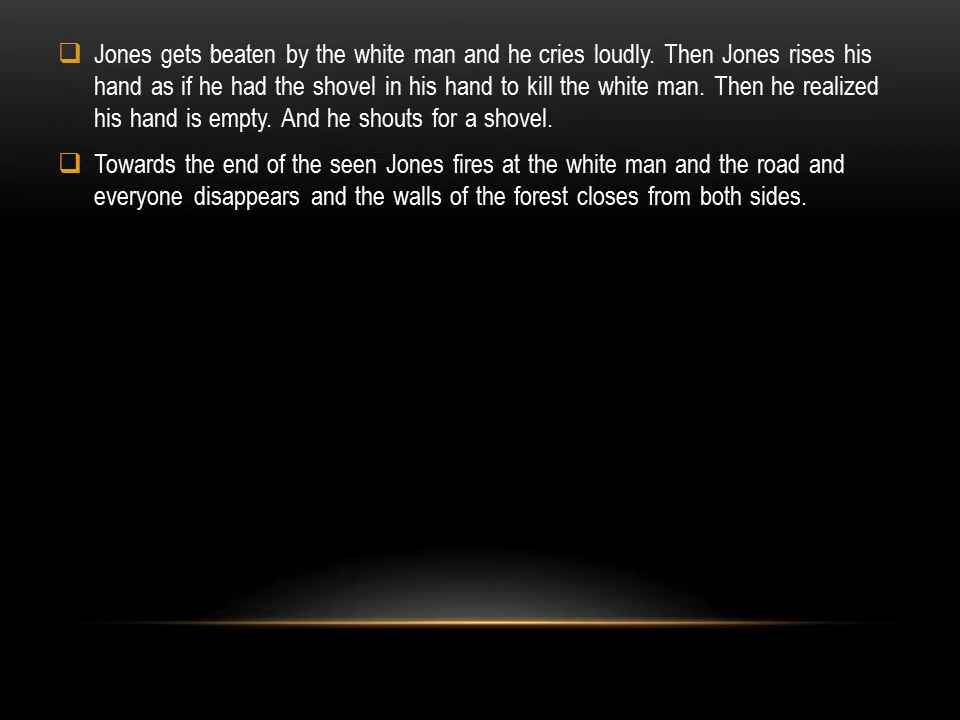 Jones gets beaten by the white man and he cries loudly. Then Jones rises his
hand as if he had the shovel in his hand to kill the white man. Then he realized
his hand is empty. And he shouts for a shovel.
Towards the end of the seen Jones fires at the white man and the road and
everyone disappears and the walls of the forest closes from both sides.